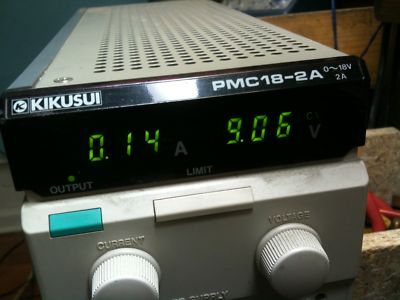 KIKUSUI PMC18-2A 0~18V
2A
0.14 A 9.06 V
CV
OUTPUT LIMIT
CURRENT VOLTAGE